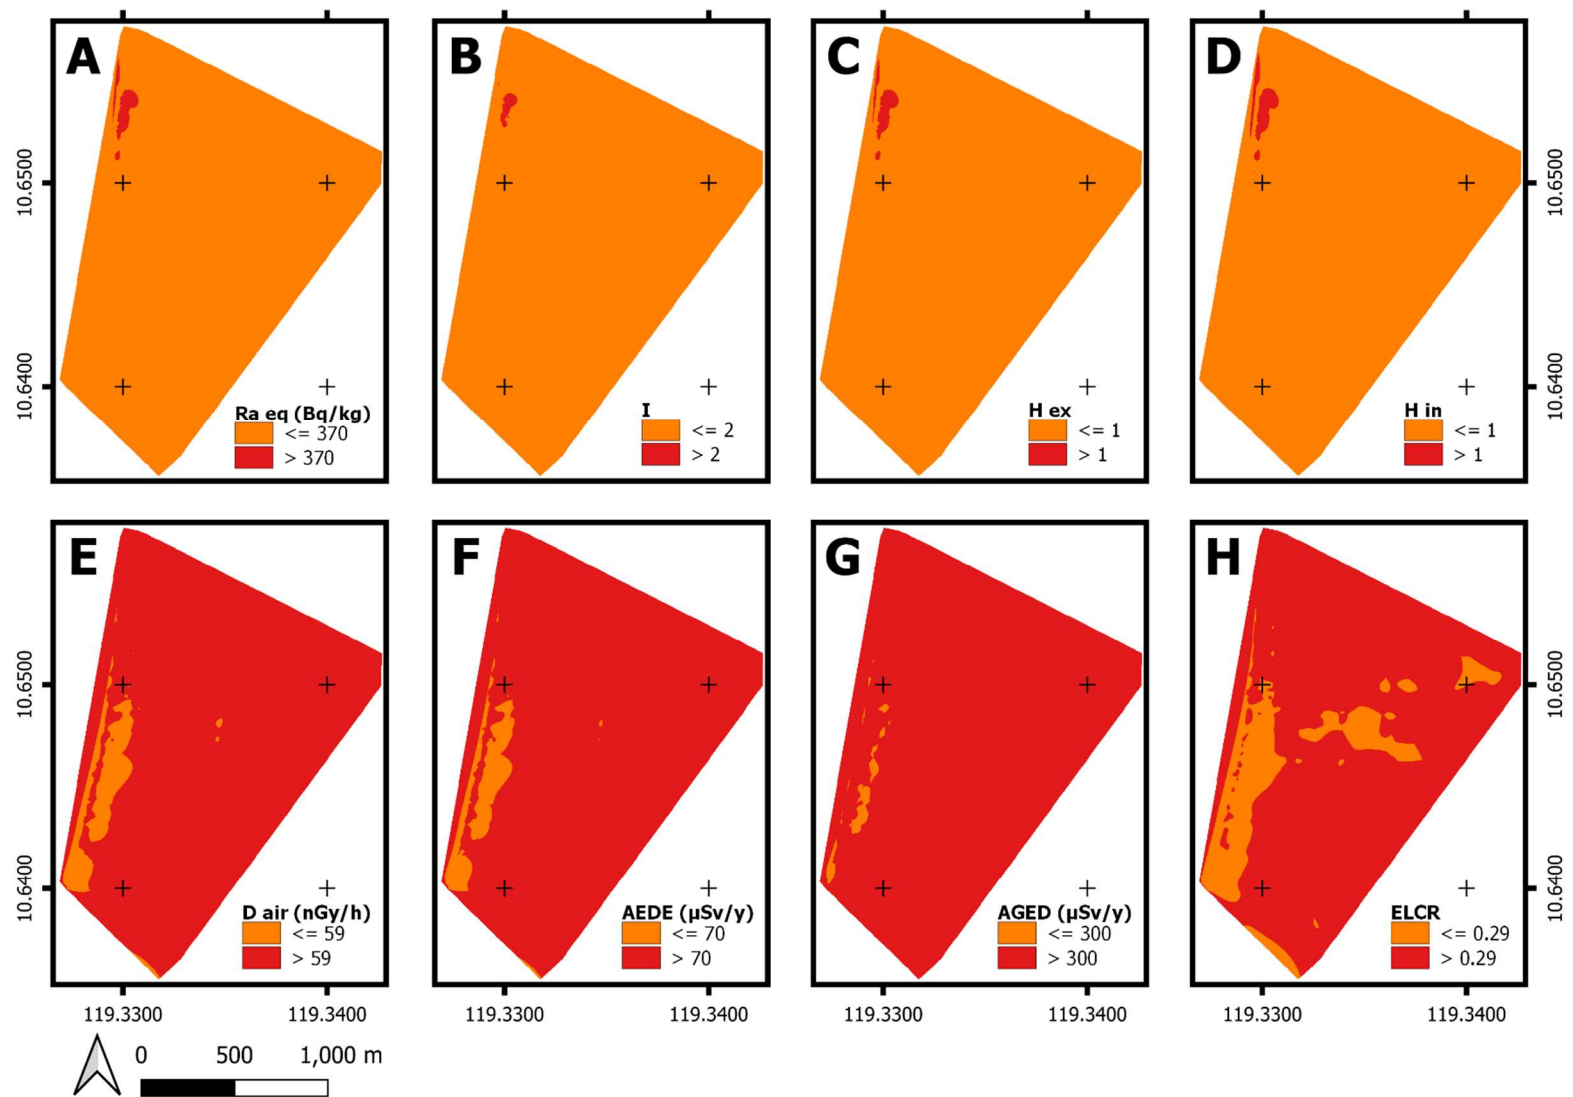 A
B
C
D
10.6500
10.6500
10.6400
10.6400
Ra eq (Bq/kg)
<= 370
> 370
I
<= 2
> 2
H ex
<= 1
> 1
H in
<= 1
> 1
E
F
G
H
10.6500
10.6500
10.6400
10.6400
D air (nGy/h)
<= 59
> 59
AEDE (μSv/y)
<= 70
> 70
AGED (μSv/y)
<= 300
> 300
ELCR
<= 0.29
> 0.29
119.3300 119.3400 119.3300 119.3400 119.3300 119.3400 119.3300 119.3400
0 500 1,000 m